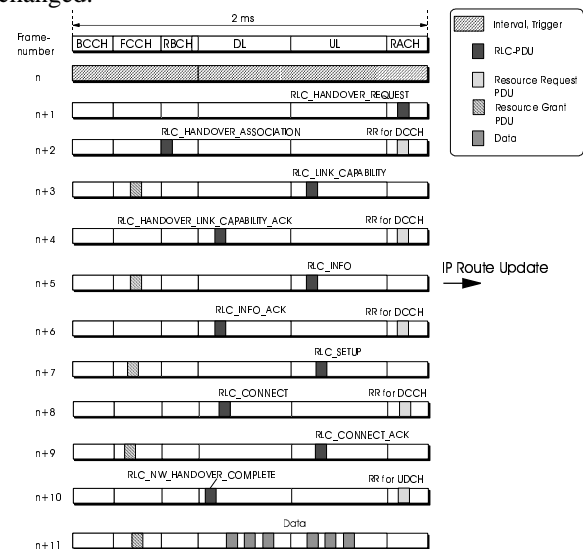 changed.
2 ms
Frame-
number
BCCH FCCH RBCH DL UL RACH
n
RLC_HANDOVER_REQUEST
n+1
RLC_HANDOVER_ASSOCIATION RR for DCCH
n+2
RLC_LINK_CAPABILITY
n+3
RLC_HANDOVER_LINK_CAPABILITY_ACK RR for DCCH
n+4
RLC_INFO
n+5
IP Route Update
RLC_INFO_ACK RR for DCCH
n+6
RLC_SETUP
n+7
RLC_CONNECT RR for DCCH
n+8
RLC_CONNECT_ACK
n+9
RLC_NW_HANDOVER_COMPLETE RR for UDCH
n+10
Data
n+11
Interval, Trigger
RLC-PDU
Resource Request
PDU
Resource Grant
PDU
Data